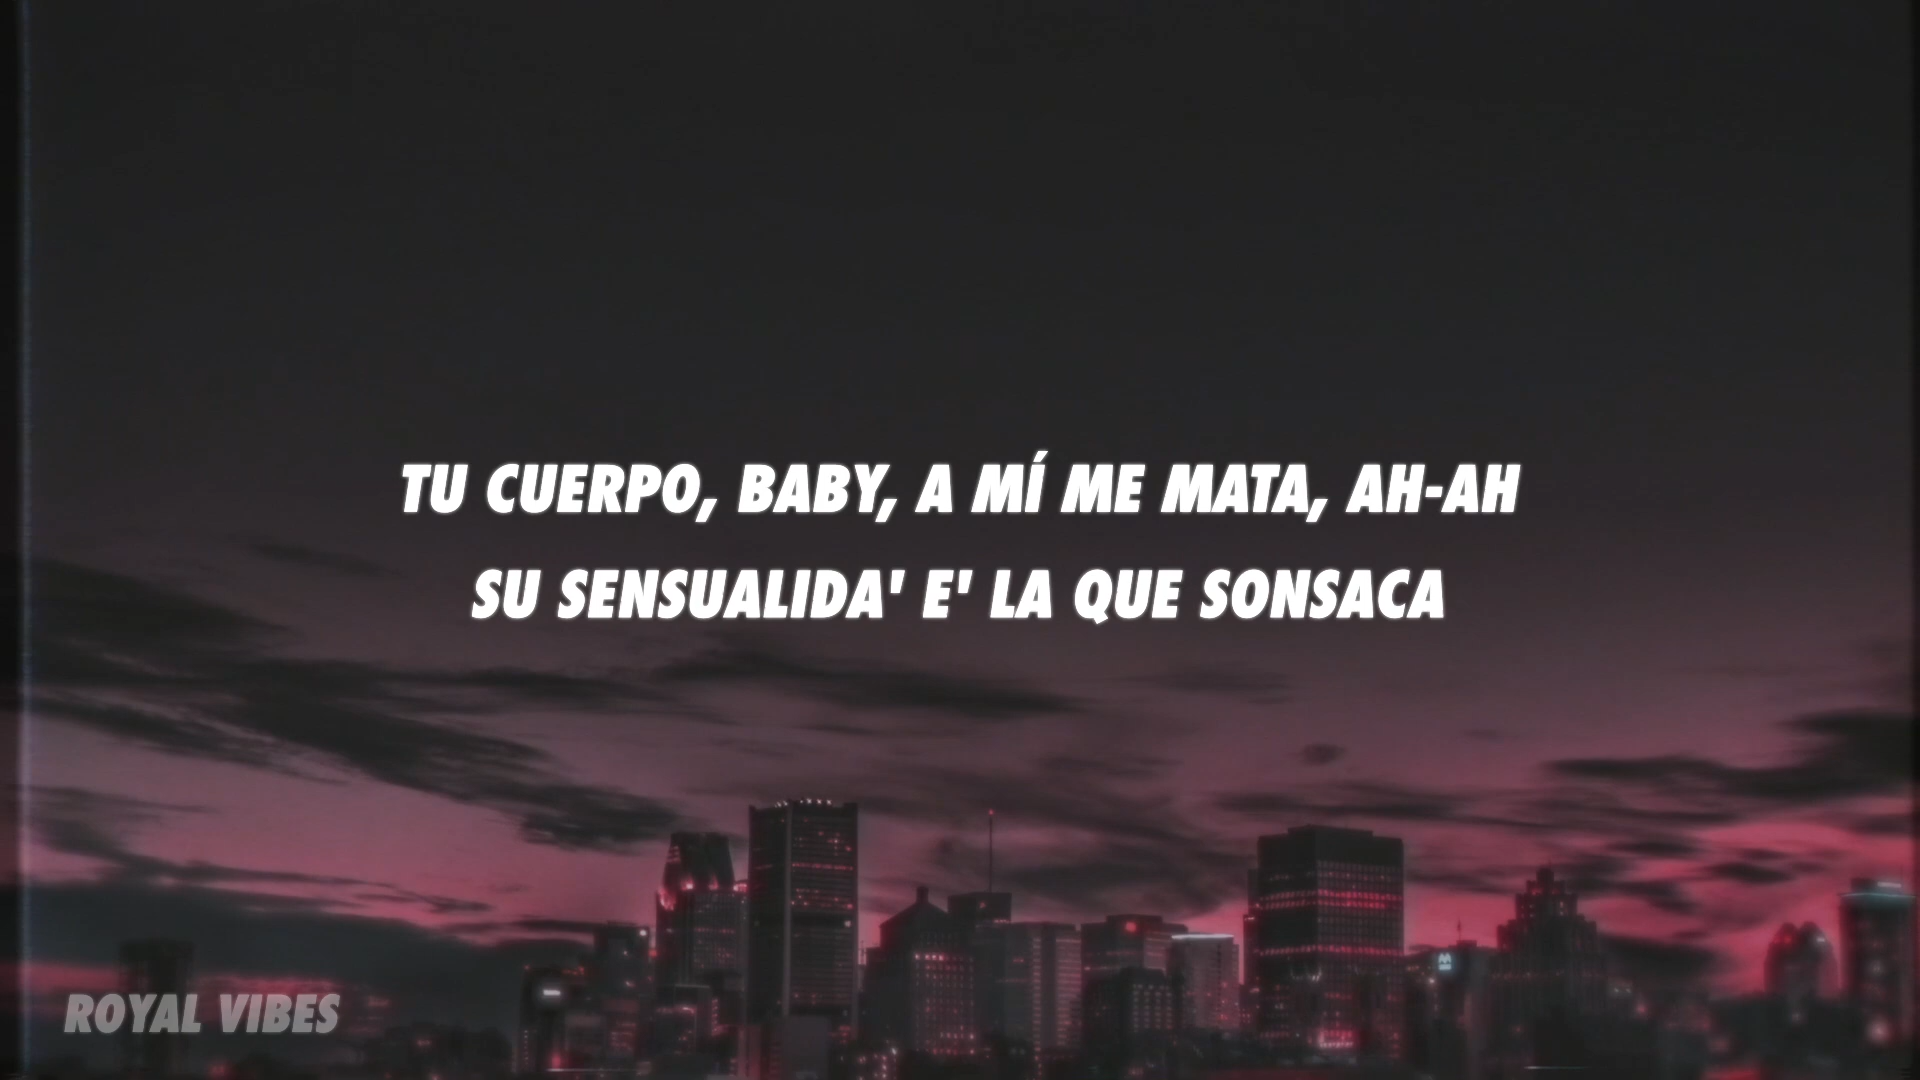 TU CUERPO, BABY, A MÍ ME MATA, AH-AH
SU SENSUALIDA' E' LA QUE SONSACA
ROYAL VIBES